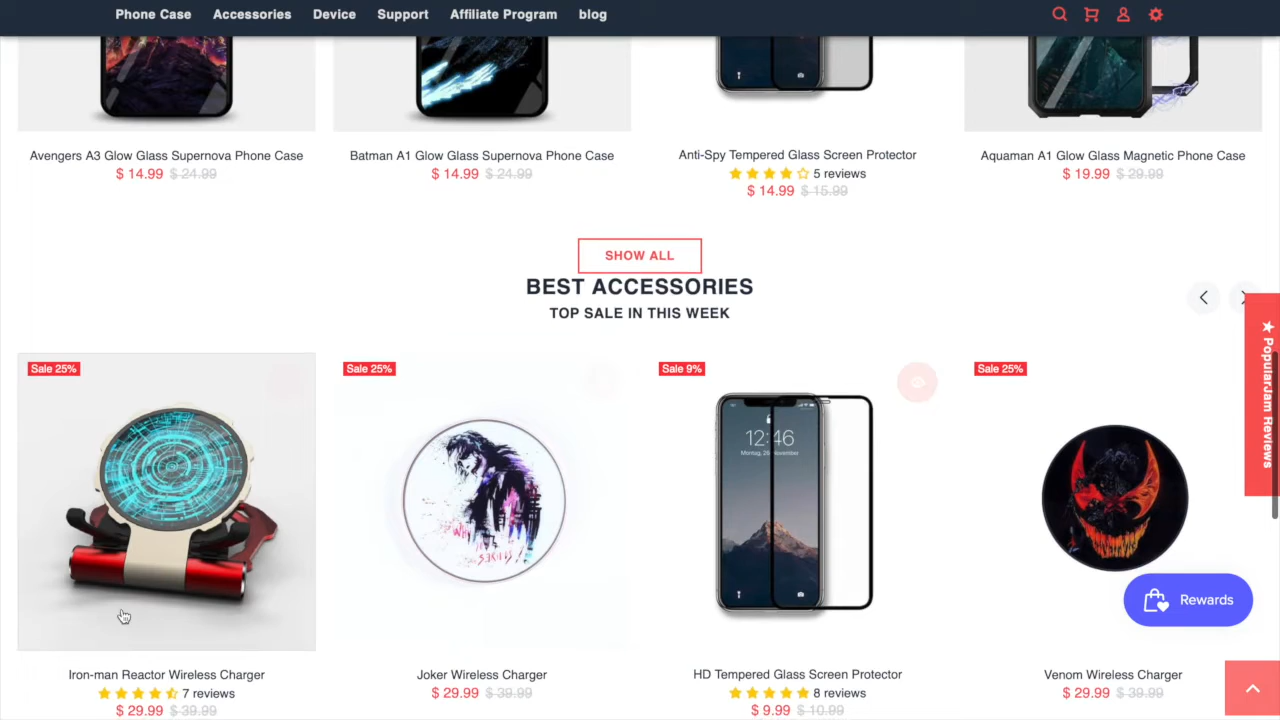 Phone Case Accessories Device Support Affiliate Program blog
Avengers A3 Glow Glass Supernova Phone Case
$ 14.99 $ 24.99
Batman A1 Glow Glass Supernova Phone Case
$ 14.99 $ 24.99
Anti-Spy Tempered Glass Screen Protector
5 reviews
$ 14.99 $ 15.99
Aquaman A1 Glow Glass Magnetic Phone Case
$ 19.99 $ 29.99
SHOW ALL
BEST ACCESSORIES
TOP SALE IN THIS WEEK
★ PopularJam Reviews
Sale 25%
Iron-man Reactor Wireless Charger
7 reviews
$ 29.99 $ 39.99
Sale 25%
Joker Wireless Charger
$ 29.99 $ 39.99
Sale 9%
12:46
HD Tempered Glass Screen Protector
8 reviews
$ 9.99 $ 10.99
Sale 25%
Venom Wireless Charger
$ 29.99 $ 39.99
Rewards